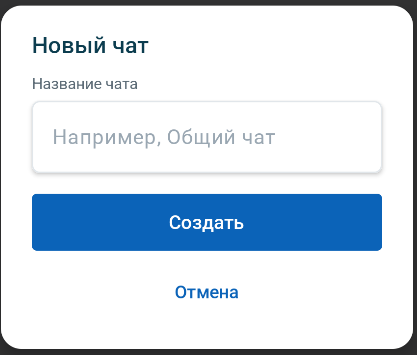 Новый чат
Название чата
Например, Общий чат
Создать
Отмена